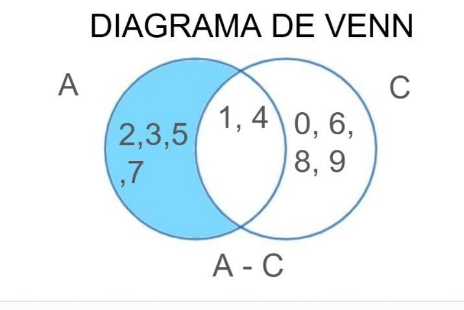 DIAGRAMA DE VENN
A
C
2,3,5
,7
1, 4
0, 6,
8, 9
A - C